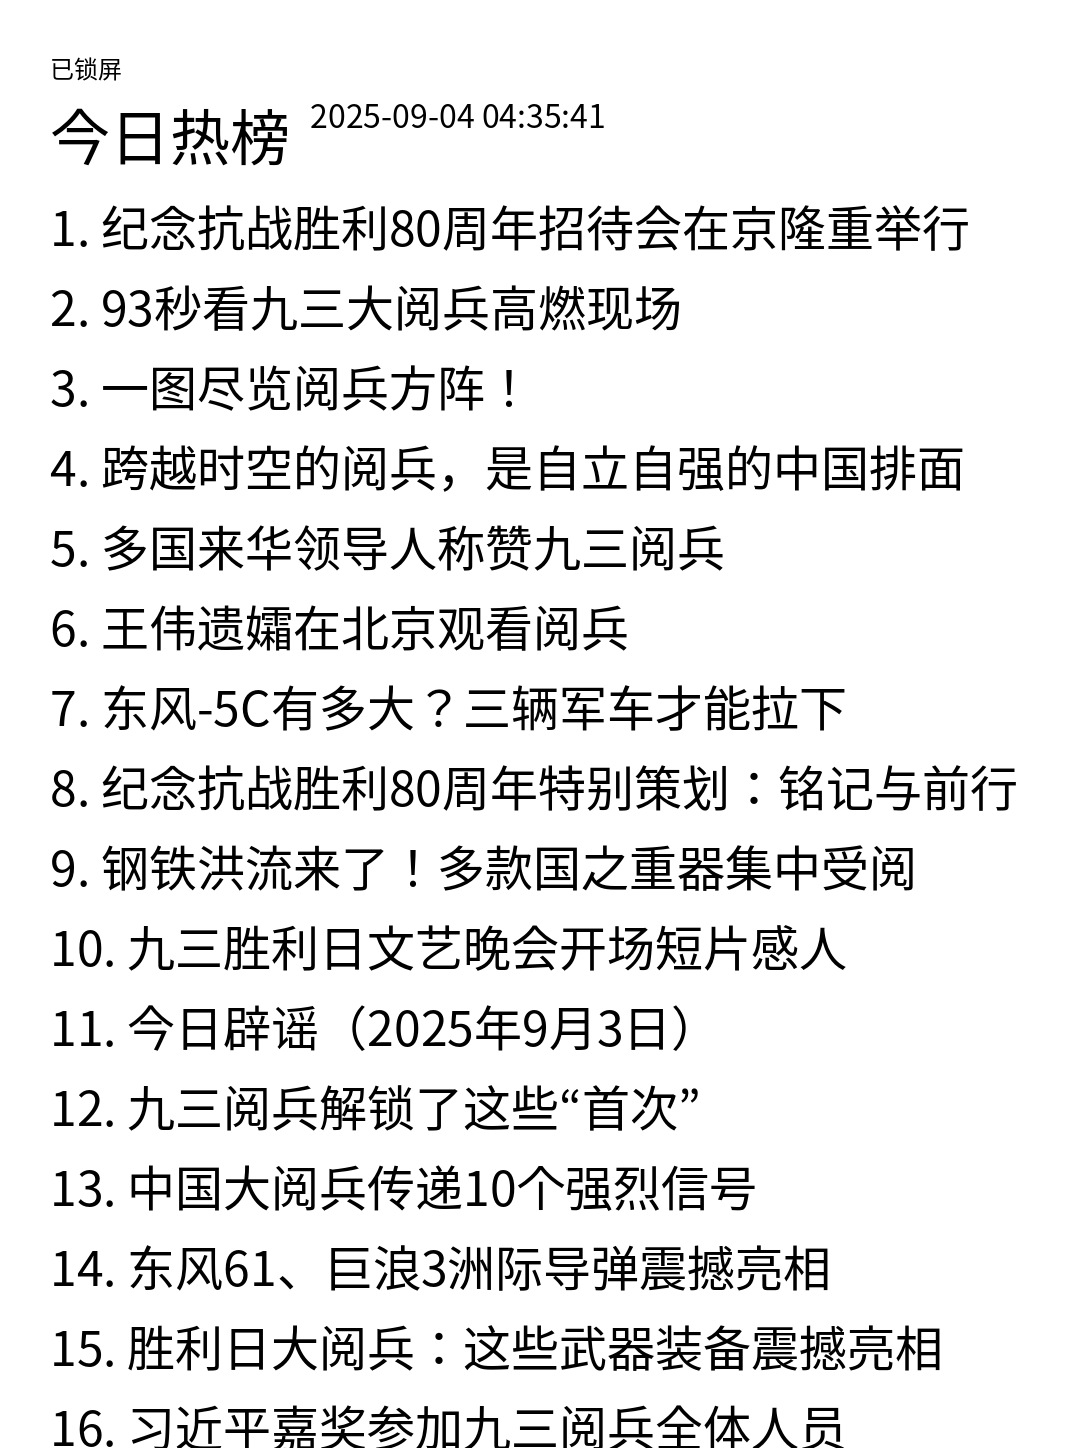 已锁屏
今日热榜 2025-09-04 04:35:41
1. 纪念抗战胜利80周年招待会在京隆重举行
2. 93秒看九三大阅兵高燃现场
3. 一图尽览阅兵方阵！
4. 跨越时空的阅兵，是自立自强的中国排面
5. 多国来华领导人称赞九三阅兵
6. 王伟遗孀在北京观看阅兵
7. 东风-5C有多大？三辆军车才能拉下
8. 纪念抗战胜利80周年特别策划：铭记与前行
9. 钢铁洪流来了！多款国之重器集中受阅
10. 九三胜利日文艺晚会开场短片感人
11. 今日辟谣（2025年9月3日）
12. 九三阅兵解锁了这些“首次”
13. 中国大阅兵传递10个强烈信号
14. 东风61、巨浪3洲际导弹震撼亮相
15. 胜利日大阅兵：这些武器装备震撼亮相
16. 习近平嘉奖参加九三阅兵全体人员